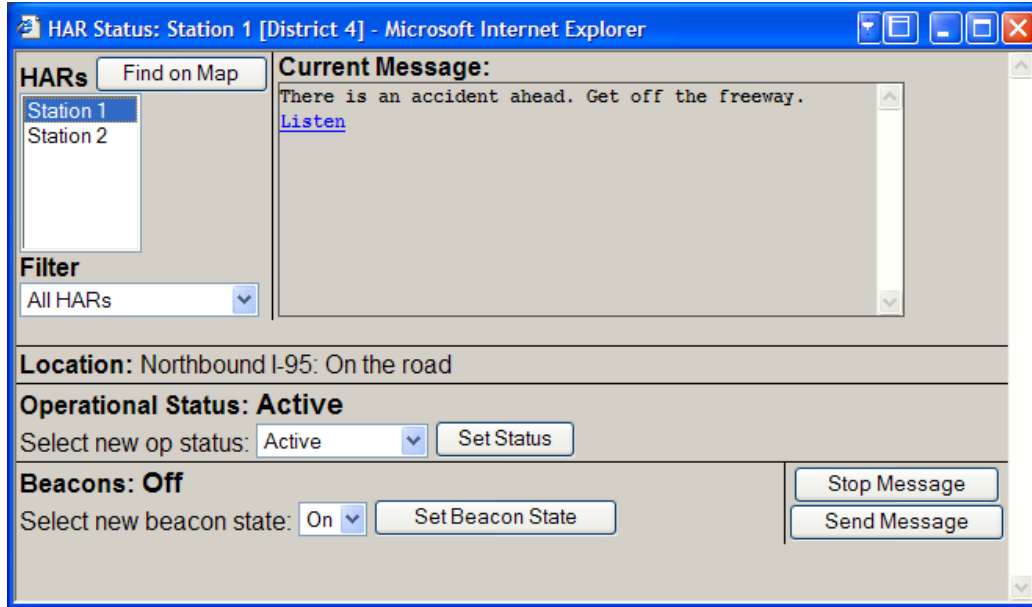 HAR Status: Station 1 [District 4] - Microsoft Internet Explorer
HARs
Find on Map
Station 1
Station 2
Filter
All HARs
Current Message:
There is an accident ahead. Get off the freeway.
Listen
Location: Northbound I-95: On the road
Operational Status: Active
Select new op status: Active Set Status
Beacons: Off
Select new beacon state: On Set Beacon State
Stop Message
Send Message